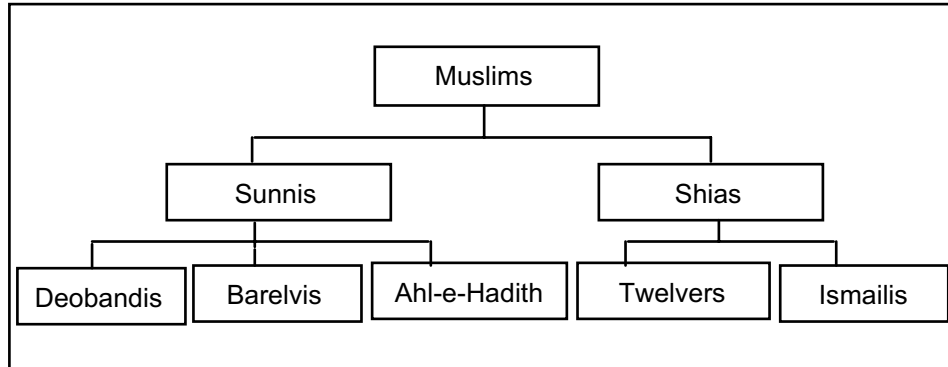 Muslims
Sunnis
Shias
Deobandis
Barelvis
Ahl-e-Hadith
Twelvers
Ismailis